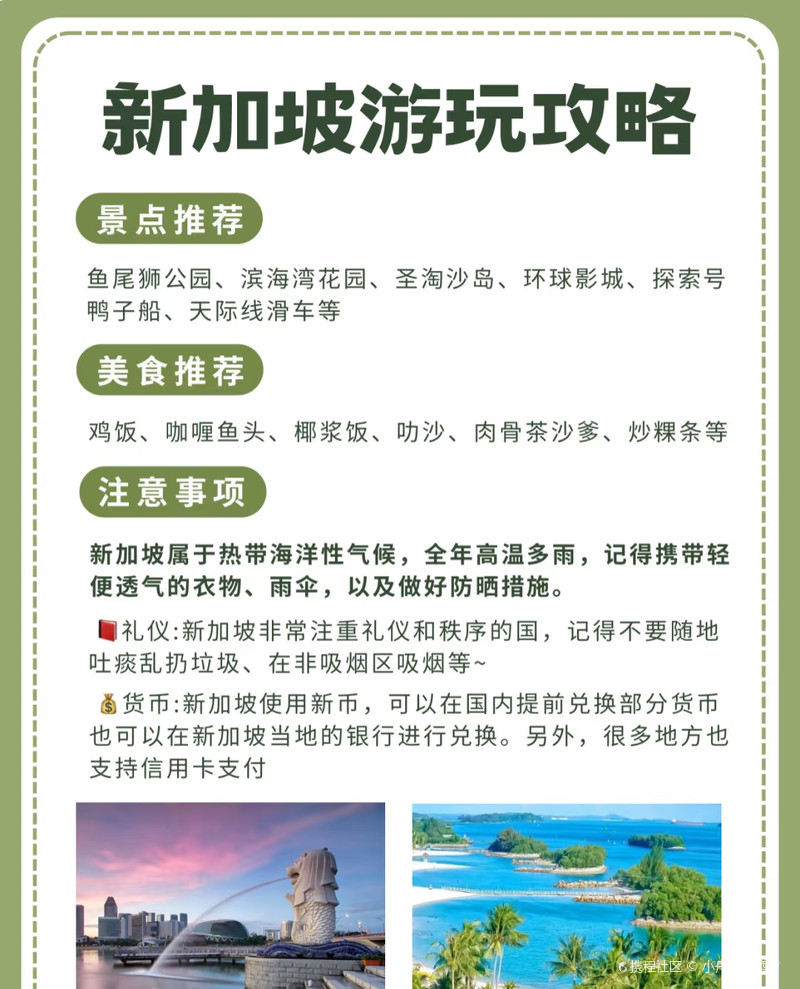 新加坡游玩攻略
景点推荐
鱼尾狮公园、滨海湾花园、圣淘沙岛、环球影城、探索号
鸭子船、天际线滑车等
美食推荐
鸡饭、咖喱鱼头、椰浆饭、叻沙、肉骨茶沙爹、炒粿条等
注意事项
新加坡属于热带海洋性气候，全年高温多雨，记得携带轻
便透气的衣物、雨伞，以及做好防晒措施。
📕礼仪:新加坡非常注重礼仪和秩序的国，记得不要随地
吐痰乱扔垃圾、在非吸烟区吸烟等~
💰货币:新加坡使用新币，可以在国内提前兑换部分货币
也可以在新加坡当地的银行进行兑换。另外，很多地方也
支持信用卡支付
携程社区 © 小